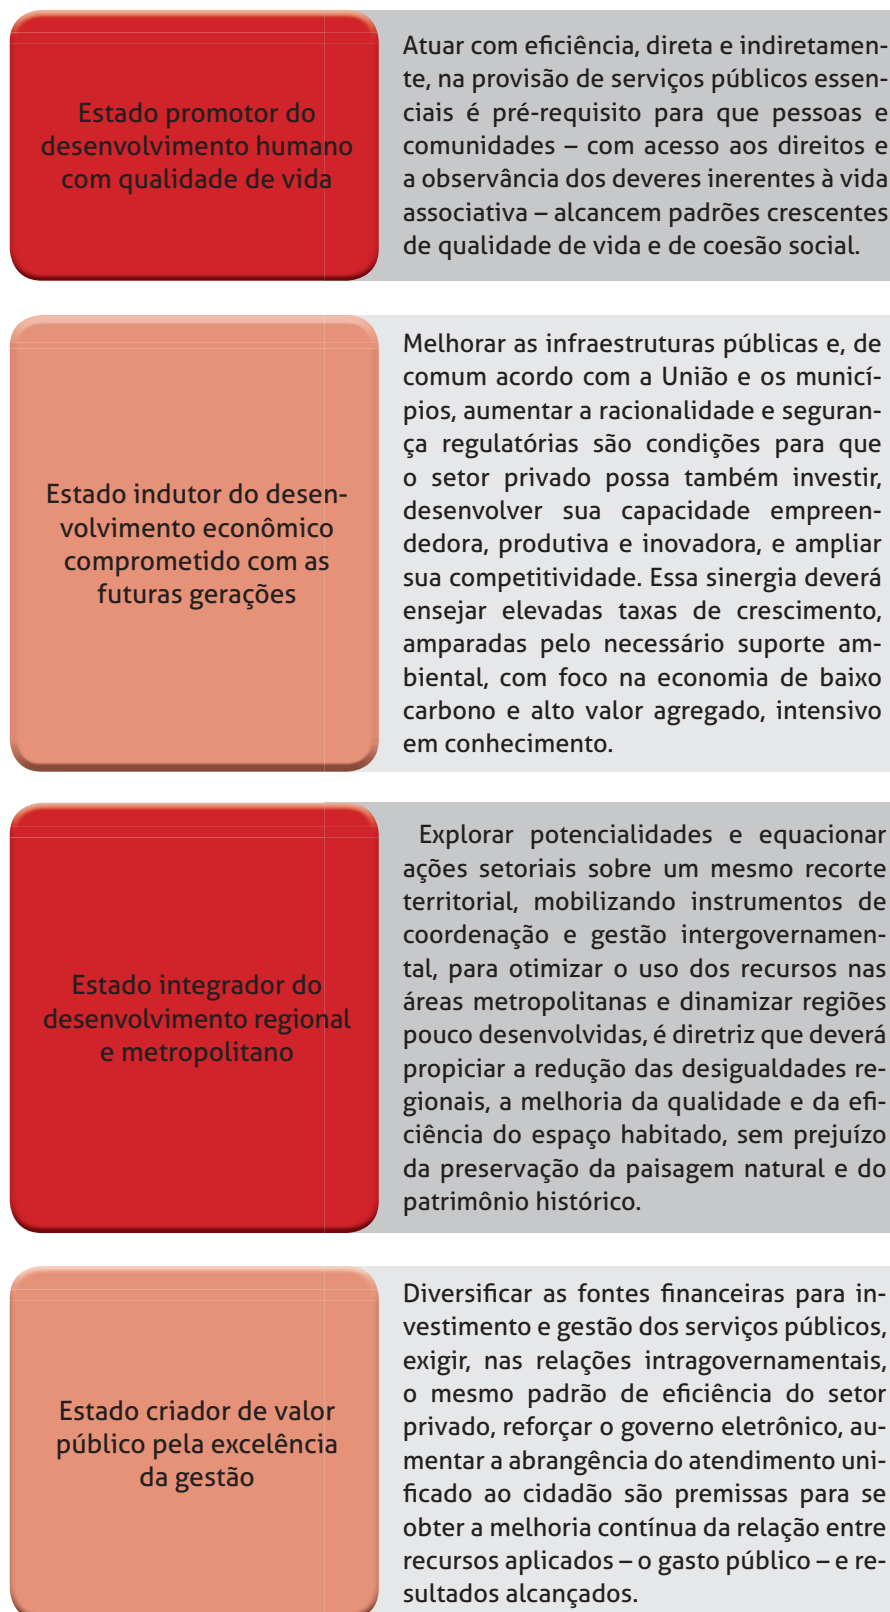 Estado promotor do
desenvolvimento humano
com qualidade de vida
Atuar com eficiência, direta e indiretamen-
te, na provisão de serviços públicos essen-
ciais é pré-requisito para que pessoas e
comunidades – com acesso aos direitos e
a observância dos deveres inerentes à vida
associativa – alcancem padrões crescentes
de qualidade de vida e de coesão social.
Estado indutor do desen-
volvimento econômico
comprometido com as
futuras gerações
Melhorar as infraestruturas públicas e, de
comum acordo com a União e os municí-
pios, aumentar a racionalidade e seguran-
ça regulatórias são condições para que
o setor privado possa também investir,
desenvolver sua capacidade empreen-
dedora, produtiva e inovadora, e ampliar
sua competitividade. Essa sinergia deverá
ensejar elevadas taxas de crescimento,
amparadas pelo necessário suporte am-
biental, com foco na economia de baixo
carbono e alto valor agregado, intensivo
em conhecimento.
Estado integrador do
desenvolvimento regional
e metropolitano
Explorar potencialidades e equacionar
ações setoriais sobre um mesmo recorte
territorial, mobilizando instrumentos de
coordenação e gestão intergovernamen-
tal, para otimizar o uso dos recursos nas
áreas metropolitanas e dinamizar regiões
pouco desenvolvidas, é diretriz que deverá
propiciar a redução das desigualdades re-
gionais, a melhoria da qualidade e da efi-
ciência do espaço habitado, sem prejuízo
da preservação da paisagem natural e do
patrimônio histórico.
Estado criador de valor
público pela excelência
da gestão
Diversificar as fontes financeiras para in-
vestimento e gestão dos serviços públicos,
exigir, nas relações intragovernamentais,
o mesmo padrão de eficiência do setor
privado, reforçar o governo eletrônico, au-
mentar a abrangência do atendimento uni-
ficado ao cidadão são premissas para se
obter a melhoria contínua da relação entre
recursos aplicados – o gasto público – e re-
sultados alcançados.